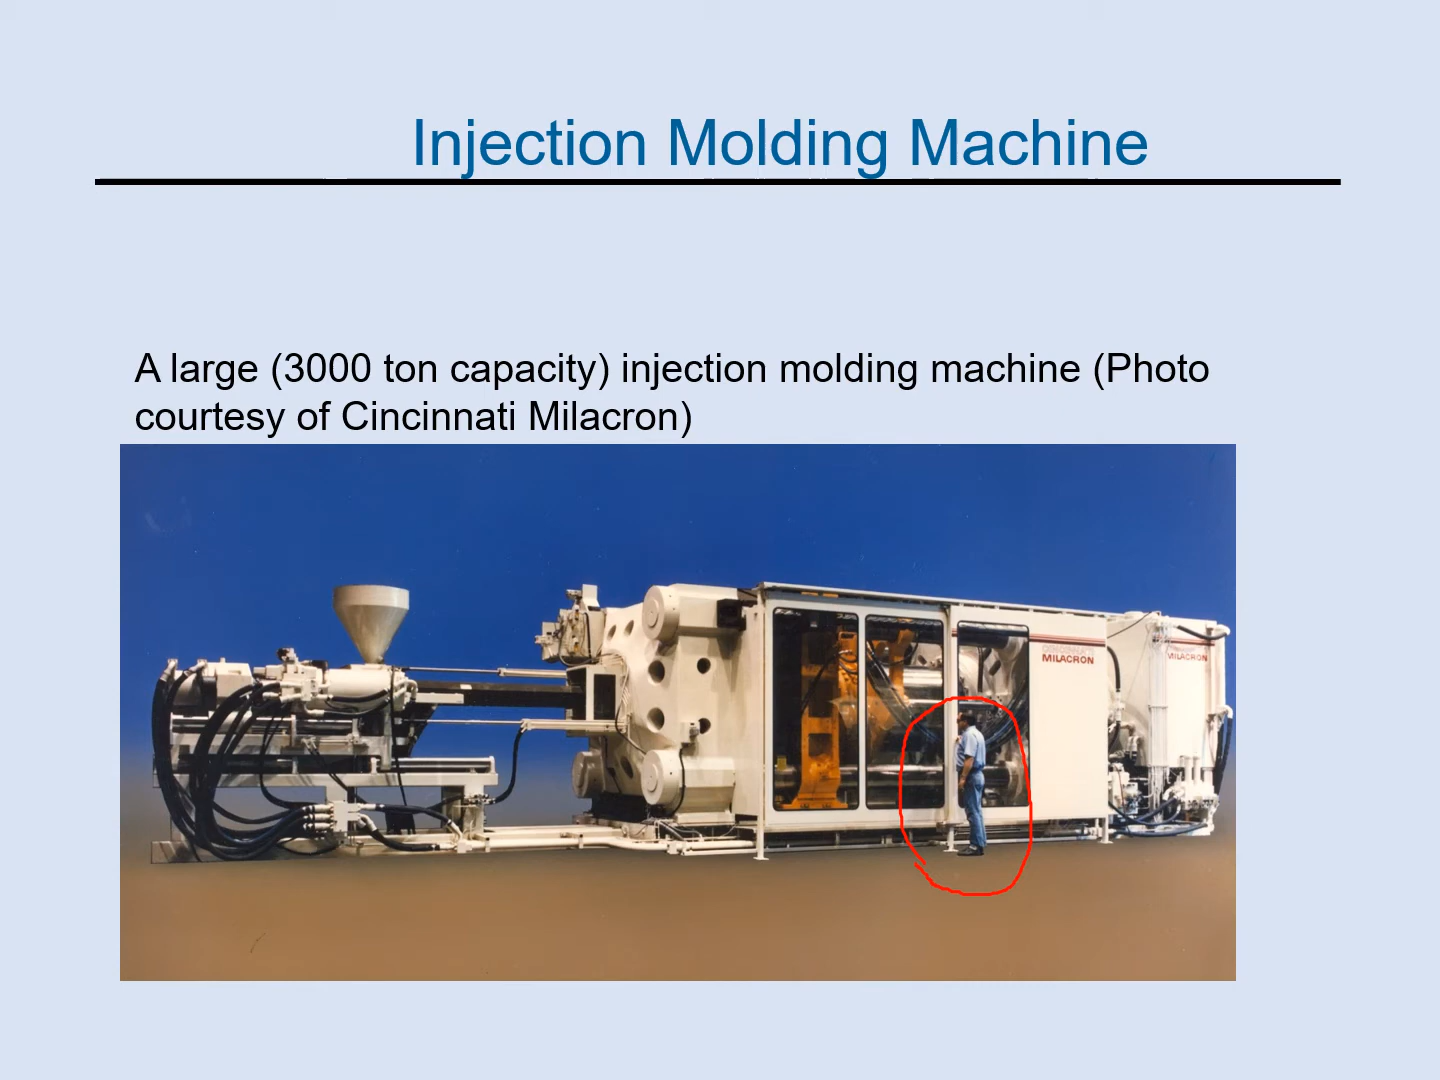 Injection Molding Machine
A large (3000 ton capacity) injection molding machine (Photo
courtesy of Cincinnati Milacron)
MILACRON
MILACRON